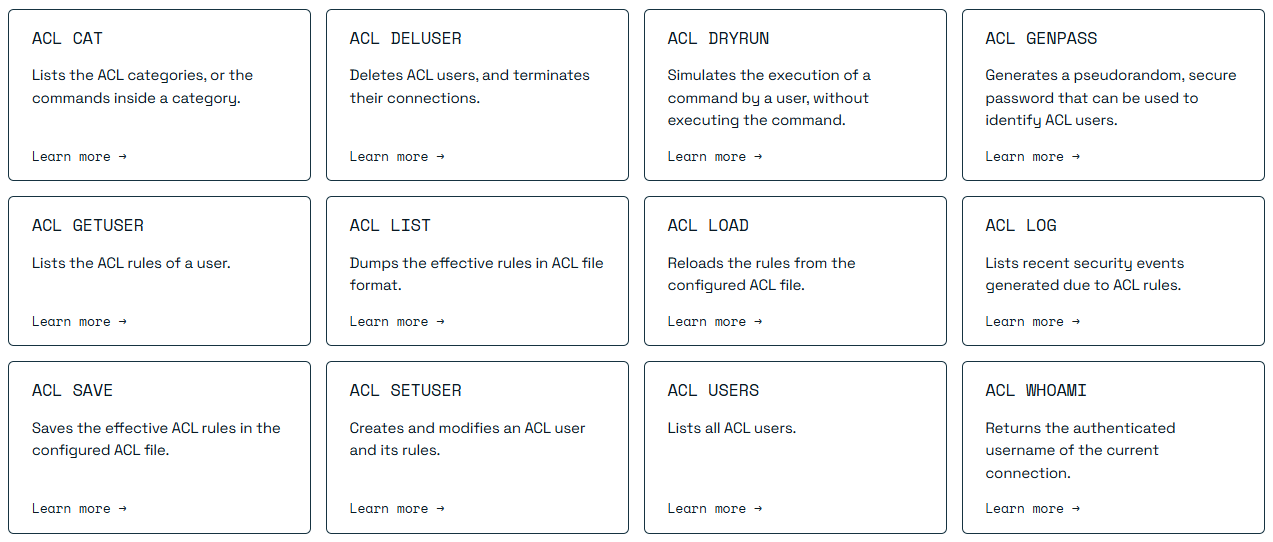 ACL CAT
Lists the ACL categories, or the
commands inside a category.
Learn more →
ACL DELUSER
Deletes ACL users, and terminates
their connections.
Learn more →
ACL DRYRUN
Simulates the execution of a
command by a user, without
executing the command.
Learn more →
ACL GENPASS
Generates a pseudorandom, secure
password that can be used to
identify ACL users.
Learn more →
ACL GETUSER
Lists the ACL rules of a user.
Learn more →
ACL LIST
Dumps the effective rules in ACL file
format.
Learn more →
ACL LOAD
Reloads the rules from the
configured ACL file.
Learn more →
ACL LOG
Lists recent security events
generated due to ACL rules.
Learn more →
ACL SAVE
Saves the effective ACL rules in the
configured ACL file.
Learn more →
ACL SETUSER
Creates and modifies an ACL user
and its rules.
Learn more →
ACL USERS
Lists all ACL users.
Learn more →
ACL WHOAMI
Returns the authenticated
username of the current
connection.
Learn more →